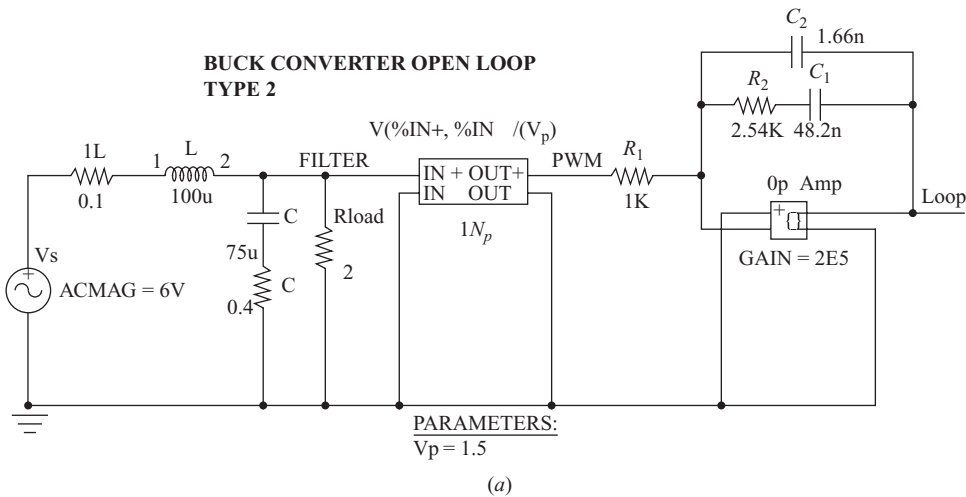 BUCK CONVERTER OPEN LOOP
TYPE 2
C2
1.66n
R2
C1
2.54K
48.2n
V(%IN+, %IN /(Vp)
1L
0.1
1
L
2
100u
FILTER
IN + OUT+
IN OUT
1Np
PWM
R1
1K
0p Amp
+
{}
Loop
GAIN = 2E5
C
75u
C
0.4
Rload
2
Vs
+
ACMAG = 6V
PARAMETERS:
Vp = 1.5
(a)